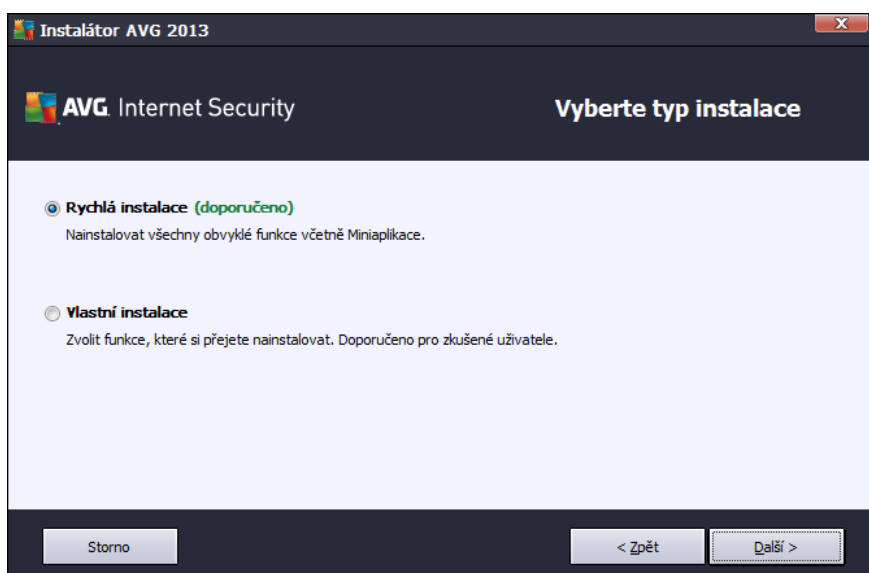 Instalátor AVG 2013
X
AVG. Internet Security
Vyberte typ instalace
Rychlá instalace (doporučeno)
Nainstalovat všechny obvyklé funkce včetně Miniaplikace.
Vlastní instalace
Zvolit funkce, které si přejete nainstalovat. Doporučeno pro zkušené uživatele.
Storno
< Zpět
Další >